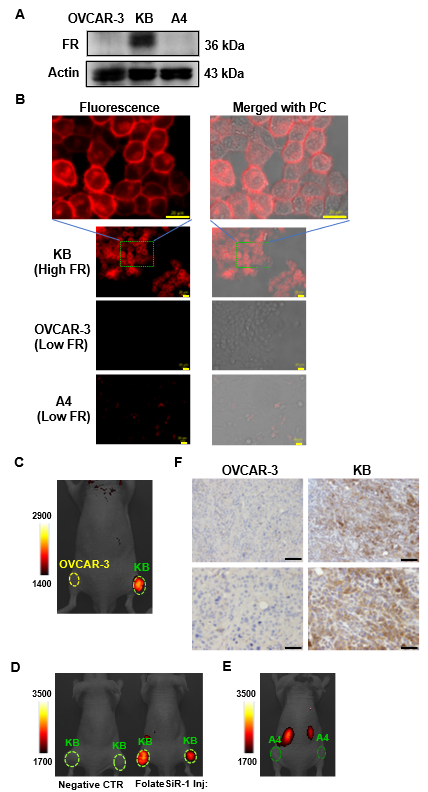 A
OVCAR-3 KB A4
FR 36 kDa
Actin 43 kDa
B
Fluorescence Merged with PC
KB
(High FR)
OVCAR-3
(Low FR)
A4
(Low FR)
C
2900
1400
OVCAR-3
KB
F
OVCAR-3 KB
D
3500
1700
KB KB KB KB
Negative CTR FolateSiR-1 Inj:
E
3500
1700
A4 A4